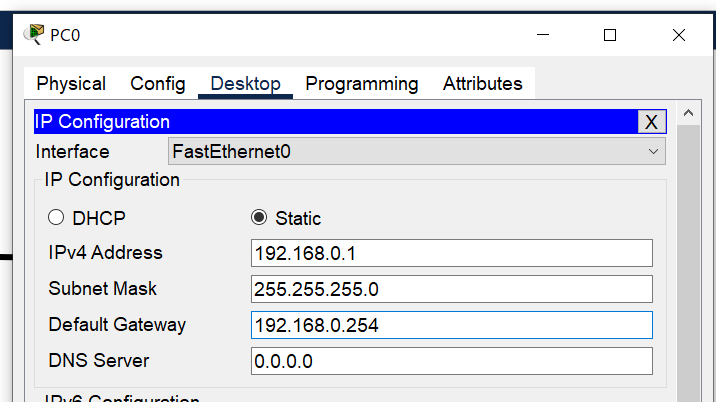 PC0
Physical Config Desktop Programming Attributes
IP Configuration X
Interface FastEthernet0
IP Configuration
DHCP Static
IPv4 Address 192.168.0.1
Subnet Mask 255.255.255.0
Default Gateway 192.168.0.254
DNS Server 0.0.0.0
IPv6 Configuration